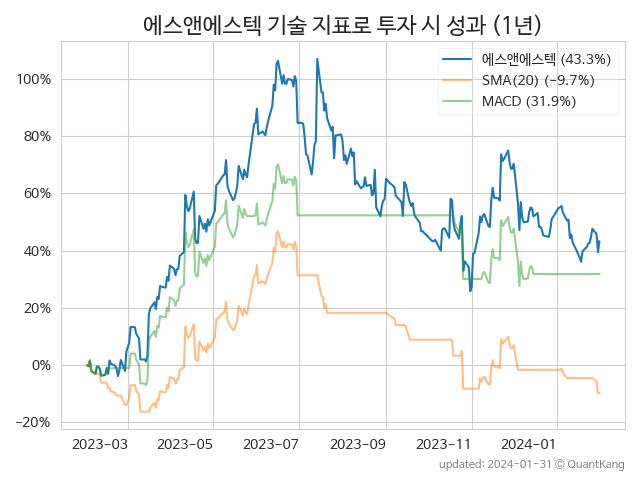 에스앤에스텍 기술 지표로 투자 시 성과 (1년)
에스앤에스텍 (43.3%)
SMA(20) (−9.7%)
MACD (31.9%)
100%
80%
60%
40%
20%
0%
−20%
2023-03
2023-05
2023-07
2023-09
2023-11
2024-01
updated: 2024-01-31 © QuantKang